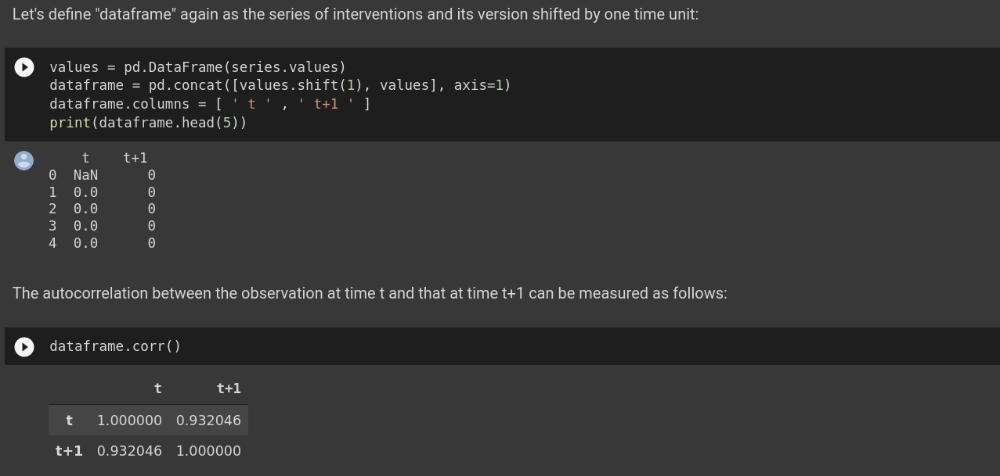 Let's define "dataframe" again as the series of interventions and its version shifted by one time unit:
values = pd.DataFrame(series.values)
dataframe = pd.concat([values.shift(1), values], axis=1)
dataframe.columns = [ ' t ' , ' t+1 ' ]
print(dataframe.head(5))
t t+1
0 NaN 0
1 0.0 0
2 0.0 0
3 0.0 0
4 0.0 0
The autocorrelation between the observation at time t and that at time t+1 can be measured as follows:
dataframe.corr()
t t+1
t 1.000000 0.932046
t+1 0.932046 1.000000